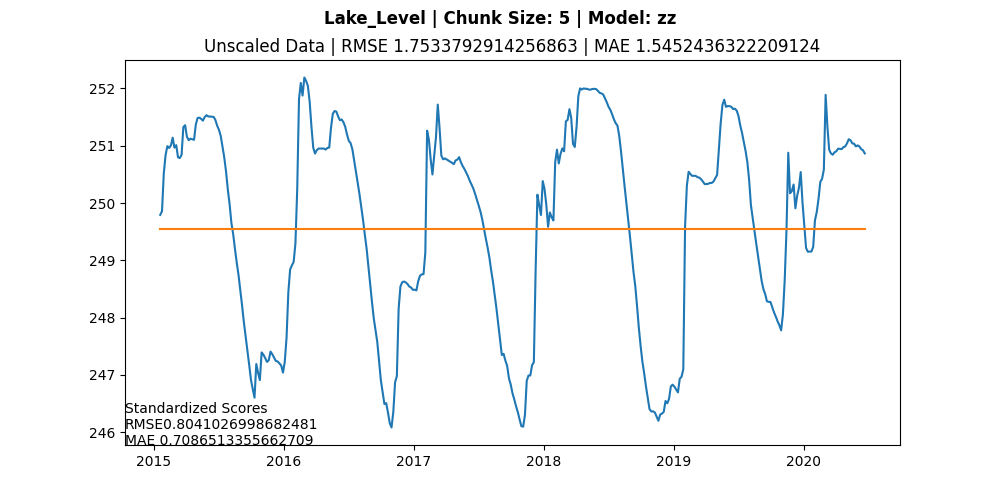 Lake_Level | Chunk Size: 5 | Model: zz
Unscaled Data | RMSE 1.7533792914256863 | MAE 1.5452436322209124
252
251
250
249
248
247
246
Standardized Scores
RMSE0.8041026998682481
MAE 0.7086513355662709
2015 2016 2017 2018 2019 2020